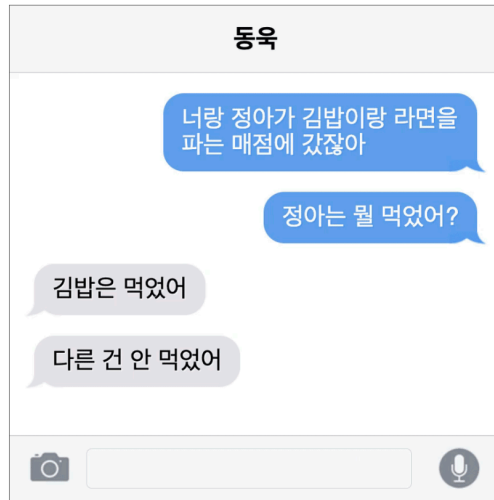 동욱
너랑 정아가 김밥이랑 라면을
파는 매점에 갔잖아
정아는 뭘 먹었어?
김밥은 먹었어
다른 건 안 먹었어